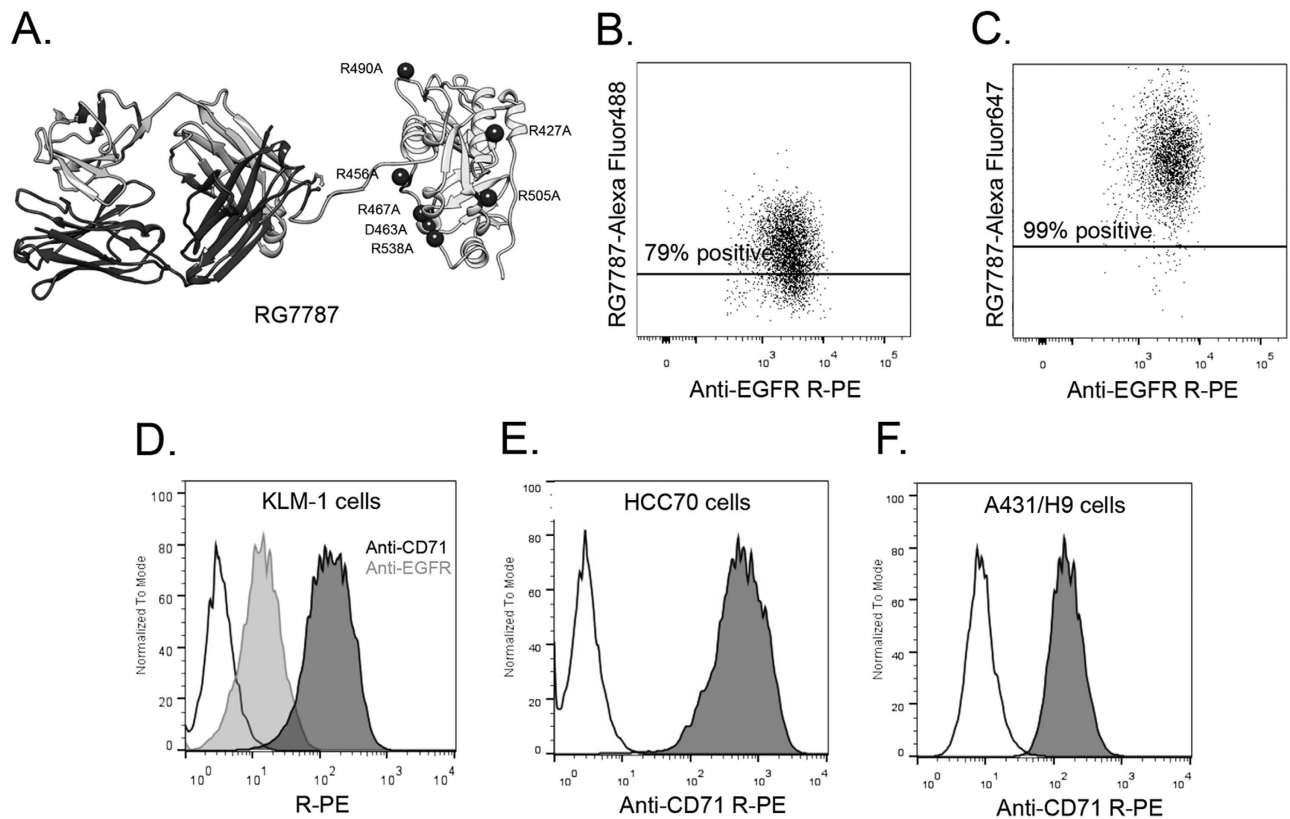 A.
R490A
R427A
R456A
R505A
R467A
D463A
R538A
RG7787
B.
RG7787-Alexa Fluor488
79% positive
0 10³ 10⁴ 10⁵
Anti-EGFR R-PE
C.
RG7787-Alexa Fluor647
99% positive
0 10³ 10⁴ 10⁵
Anti-EGFR R-PE
D.
KLM-1 cells
Anti-CD71
Anti-EGFR
Normalized To Mode
100
80
60
40
20
0
10⁰ 10¹ 10² 10³ 10⁴
R-PE
E.
HCC70 cells
Normalized To Mode
100
80
60
40
20
0
10⁰ 10¹ 10² 10³ 10⁴
Anti-CD71 R-PE
F.
A431/H9 cells
Normalized To Mode
100
80
60
40
20
0
10⁰ 10¹ 10² 10³ 10⁴
Anti-CD71 R-PE